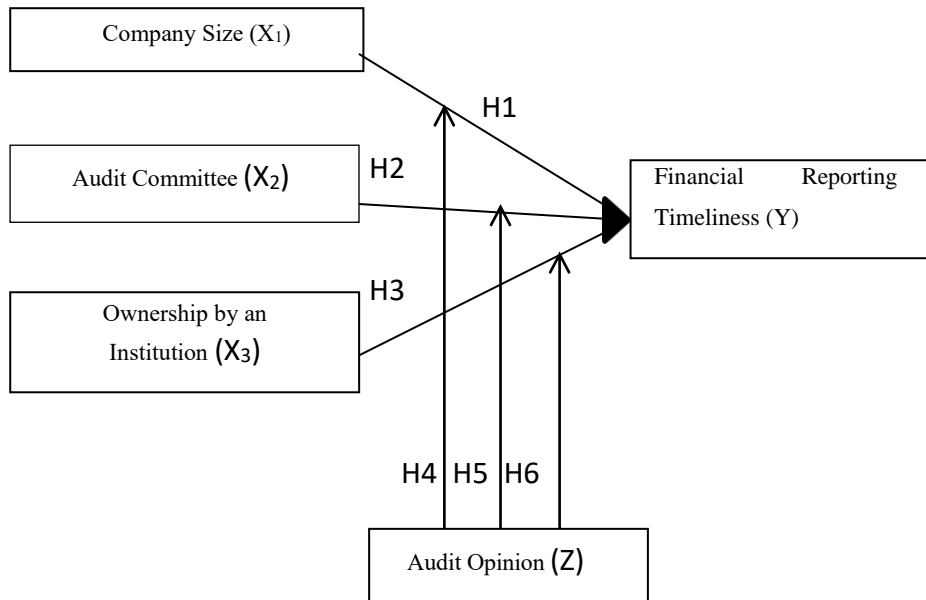 Company Size (X₁)
H1
Audit Committee (X₂)
H2
Financial Reporting
Timeliness (Y)
H3
Ownership by an
Institution (X₃)
H4 H5 H6
Audit Opinion (Z)